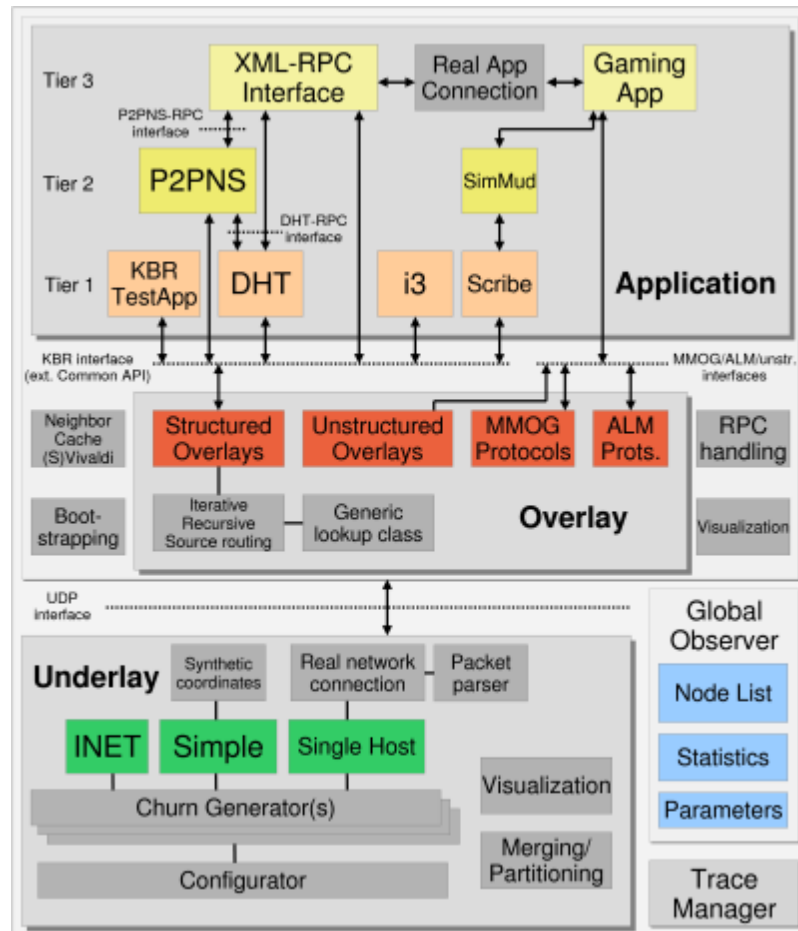 Tier 3
XML-RPC
Interface
Real App
Connection
Gaming
App
P2PNS-RPC
interface
Tier 2
P2PNS
SimMud
DHT-RPC
interface
Tier 1
KBR
TestApp
DHT
i3
Scribe
Application
KBR interface
(ext. Common API)
MMOG/ALM/unstr.
interfaces
Neighbor
Cache
(S)Vivaldi
Structured
Overlays
Unstructured
Overlays
MMOG
Protocols
ALM
Prots.
RPC
handling
Boot-
strapping
Iterative
Recursive
Source routing
Generic
lookup class
Overlay
Visualization
UDP
interface
Global
Observer
Node List
Statistics
Parameters
Underlay
Synthetic
coordinates
Real network
connection
Packet
parser
INET
Simple
Single Host
Churn Generator(s)
Visualization
Configurator
Merging/
Partitioning
Trace
Manager